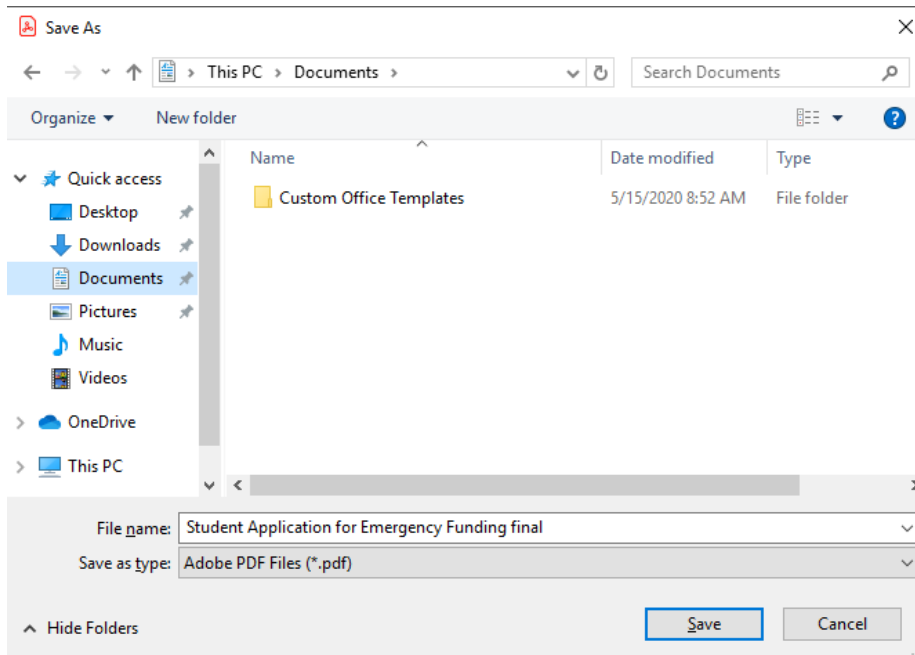 Save As
This PC > Documents >
Search Documents
Organize
New folder
Name
Date modified
Type
Quick access
Custom Office Templates
5/15/2020 8:52 AM
File folder
Desktop
Downloads
Documents
Pictures
Music
Videos
OneDrive
This PC
File name: Student Application for Emergency Funding final
Save as type: Adobe PDF Files (*.pdf)
Hide Folders
Save
Cancel